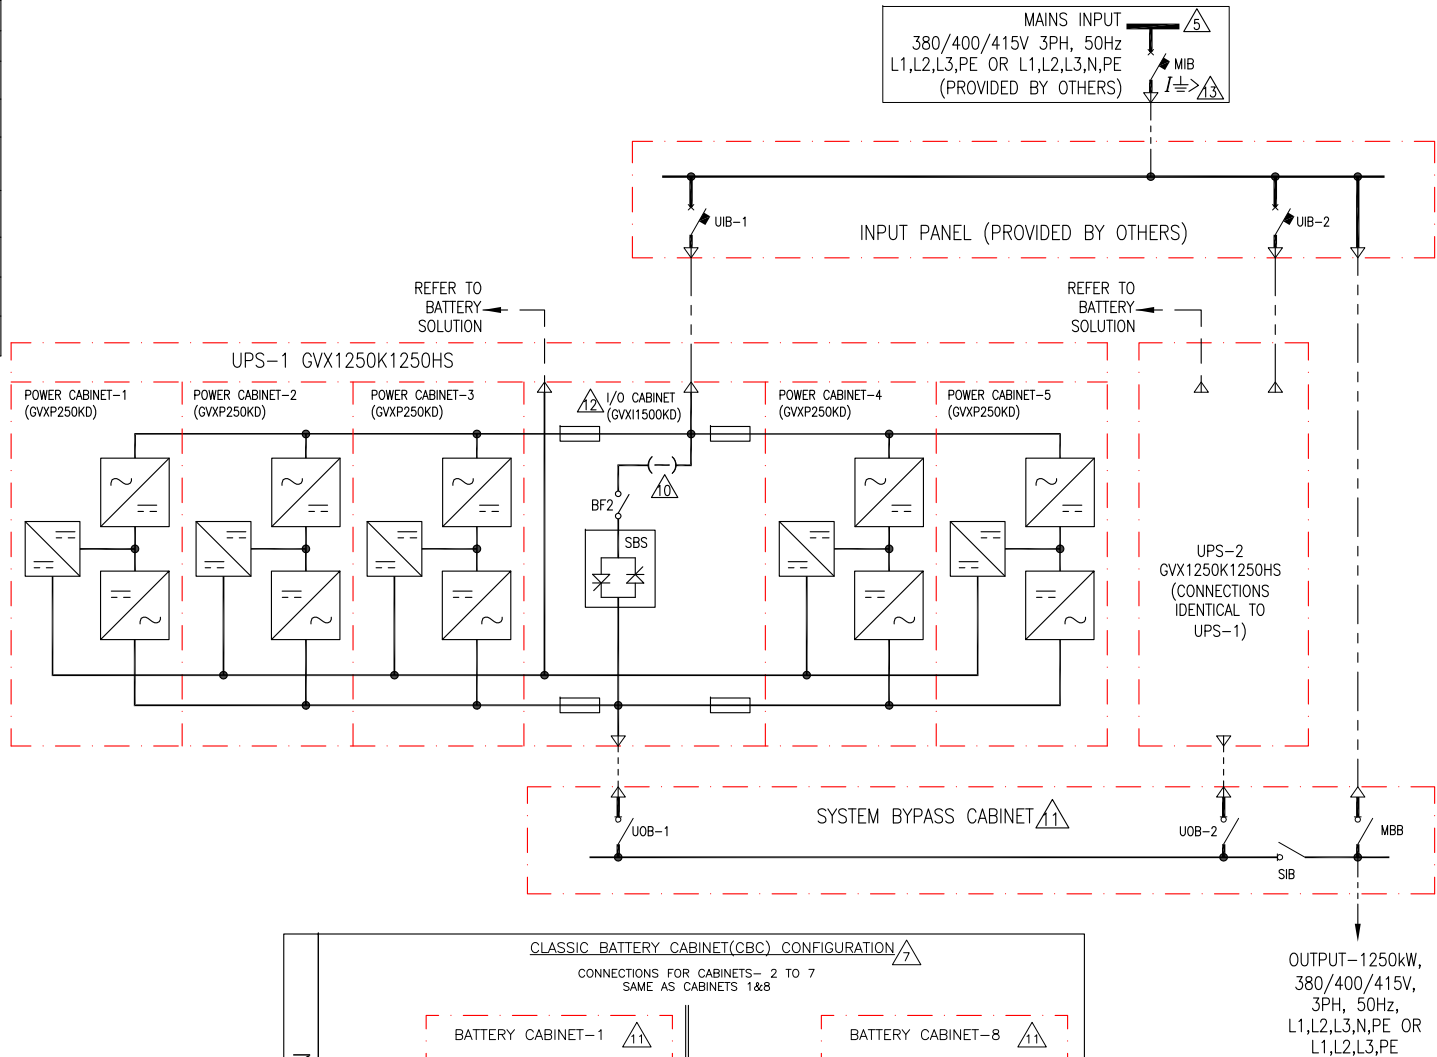 MAINS INPUT
5
380/400/415V 3PH, 50Hz
L1,L2,L3,PE OR L1,L2,L3,N,PE
MIB
(PROVIDED BY OTHERS)
I >
13
UIB-1
INPUT PANEL (PROVIDED BY OTHERS)
UIB-2
REFER TO
BATTERY
SOLUTION
REFER TO
BATTERY
SOLUTION
UPS-1 GVX1250K1250HS
POWER CABINET-1
(GVXP250KD)
POWER CABINET-2
(GVXP250KD)
POWER CABINET-3
(GVXP250KD)
12
I/O CABINET
(GVXI1500KD)
POWER CABINET-4
(GVXP250KD)
POWER CABINET-5
(GVXP250KD)
10
BF2
SBS
UPS-2
GVX1250K1250HS
(CONNECTIONS
IDENTICAL TO
UPS-1)
SYSTEM BYPASS CABINET
11
UOB-1
UOB-2
SIB
MBB
CLASSIC BATTERY CABINET(CBC) CONFIGURATION
7
CONNECTIONS FOR CABINETS- 2 TO 7
SAME AS CABINETS 1&8
BATTERY CABINET-1
11
BATTERY CABINET-8
11
OUTPUT-1250kW,
380/400/415V,
3PH, 50Hz,
L1,L2,L3,N,PE OR
L1,L2,L3,PE